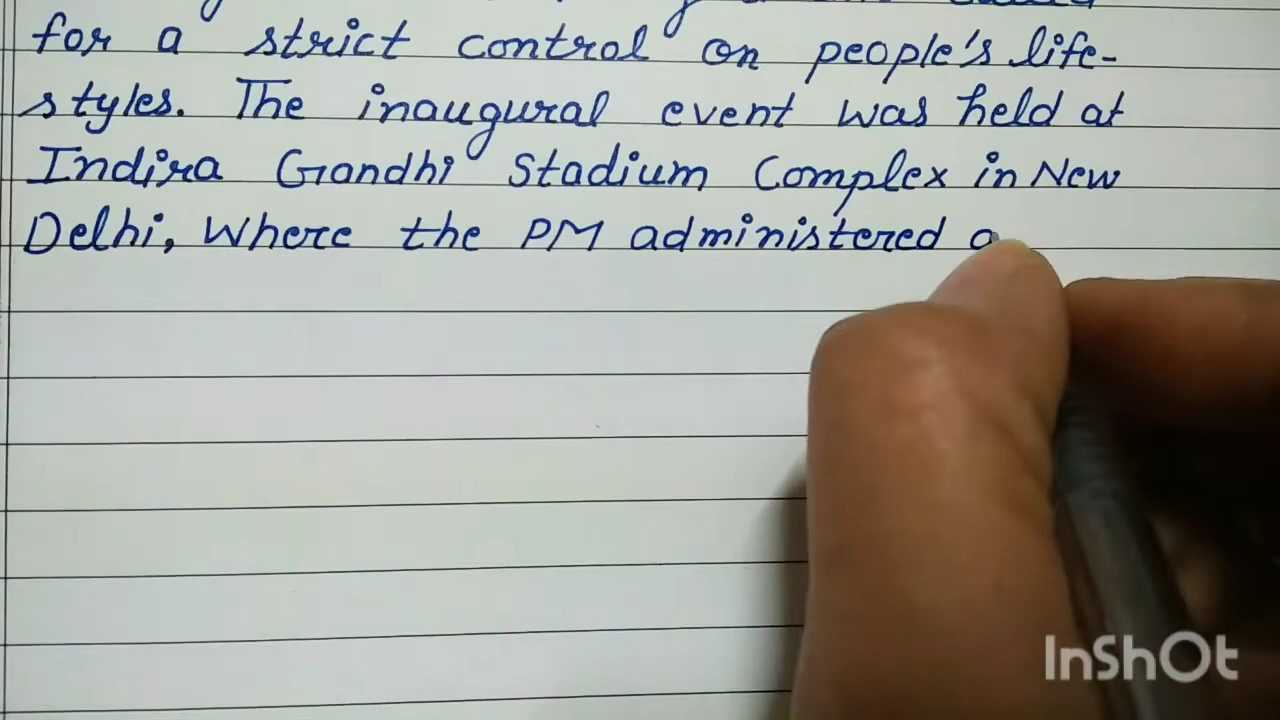 for a strict control on people's life-
styles. The inaugural event was held at
Indira Gandhi Stadium Complex in New
Delhi, Where the PM administered a
InShOt